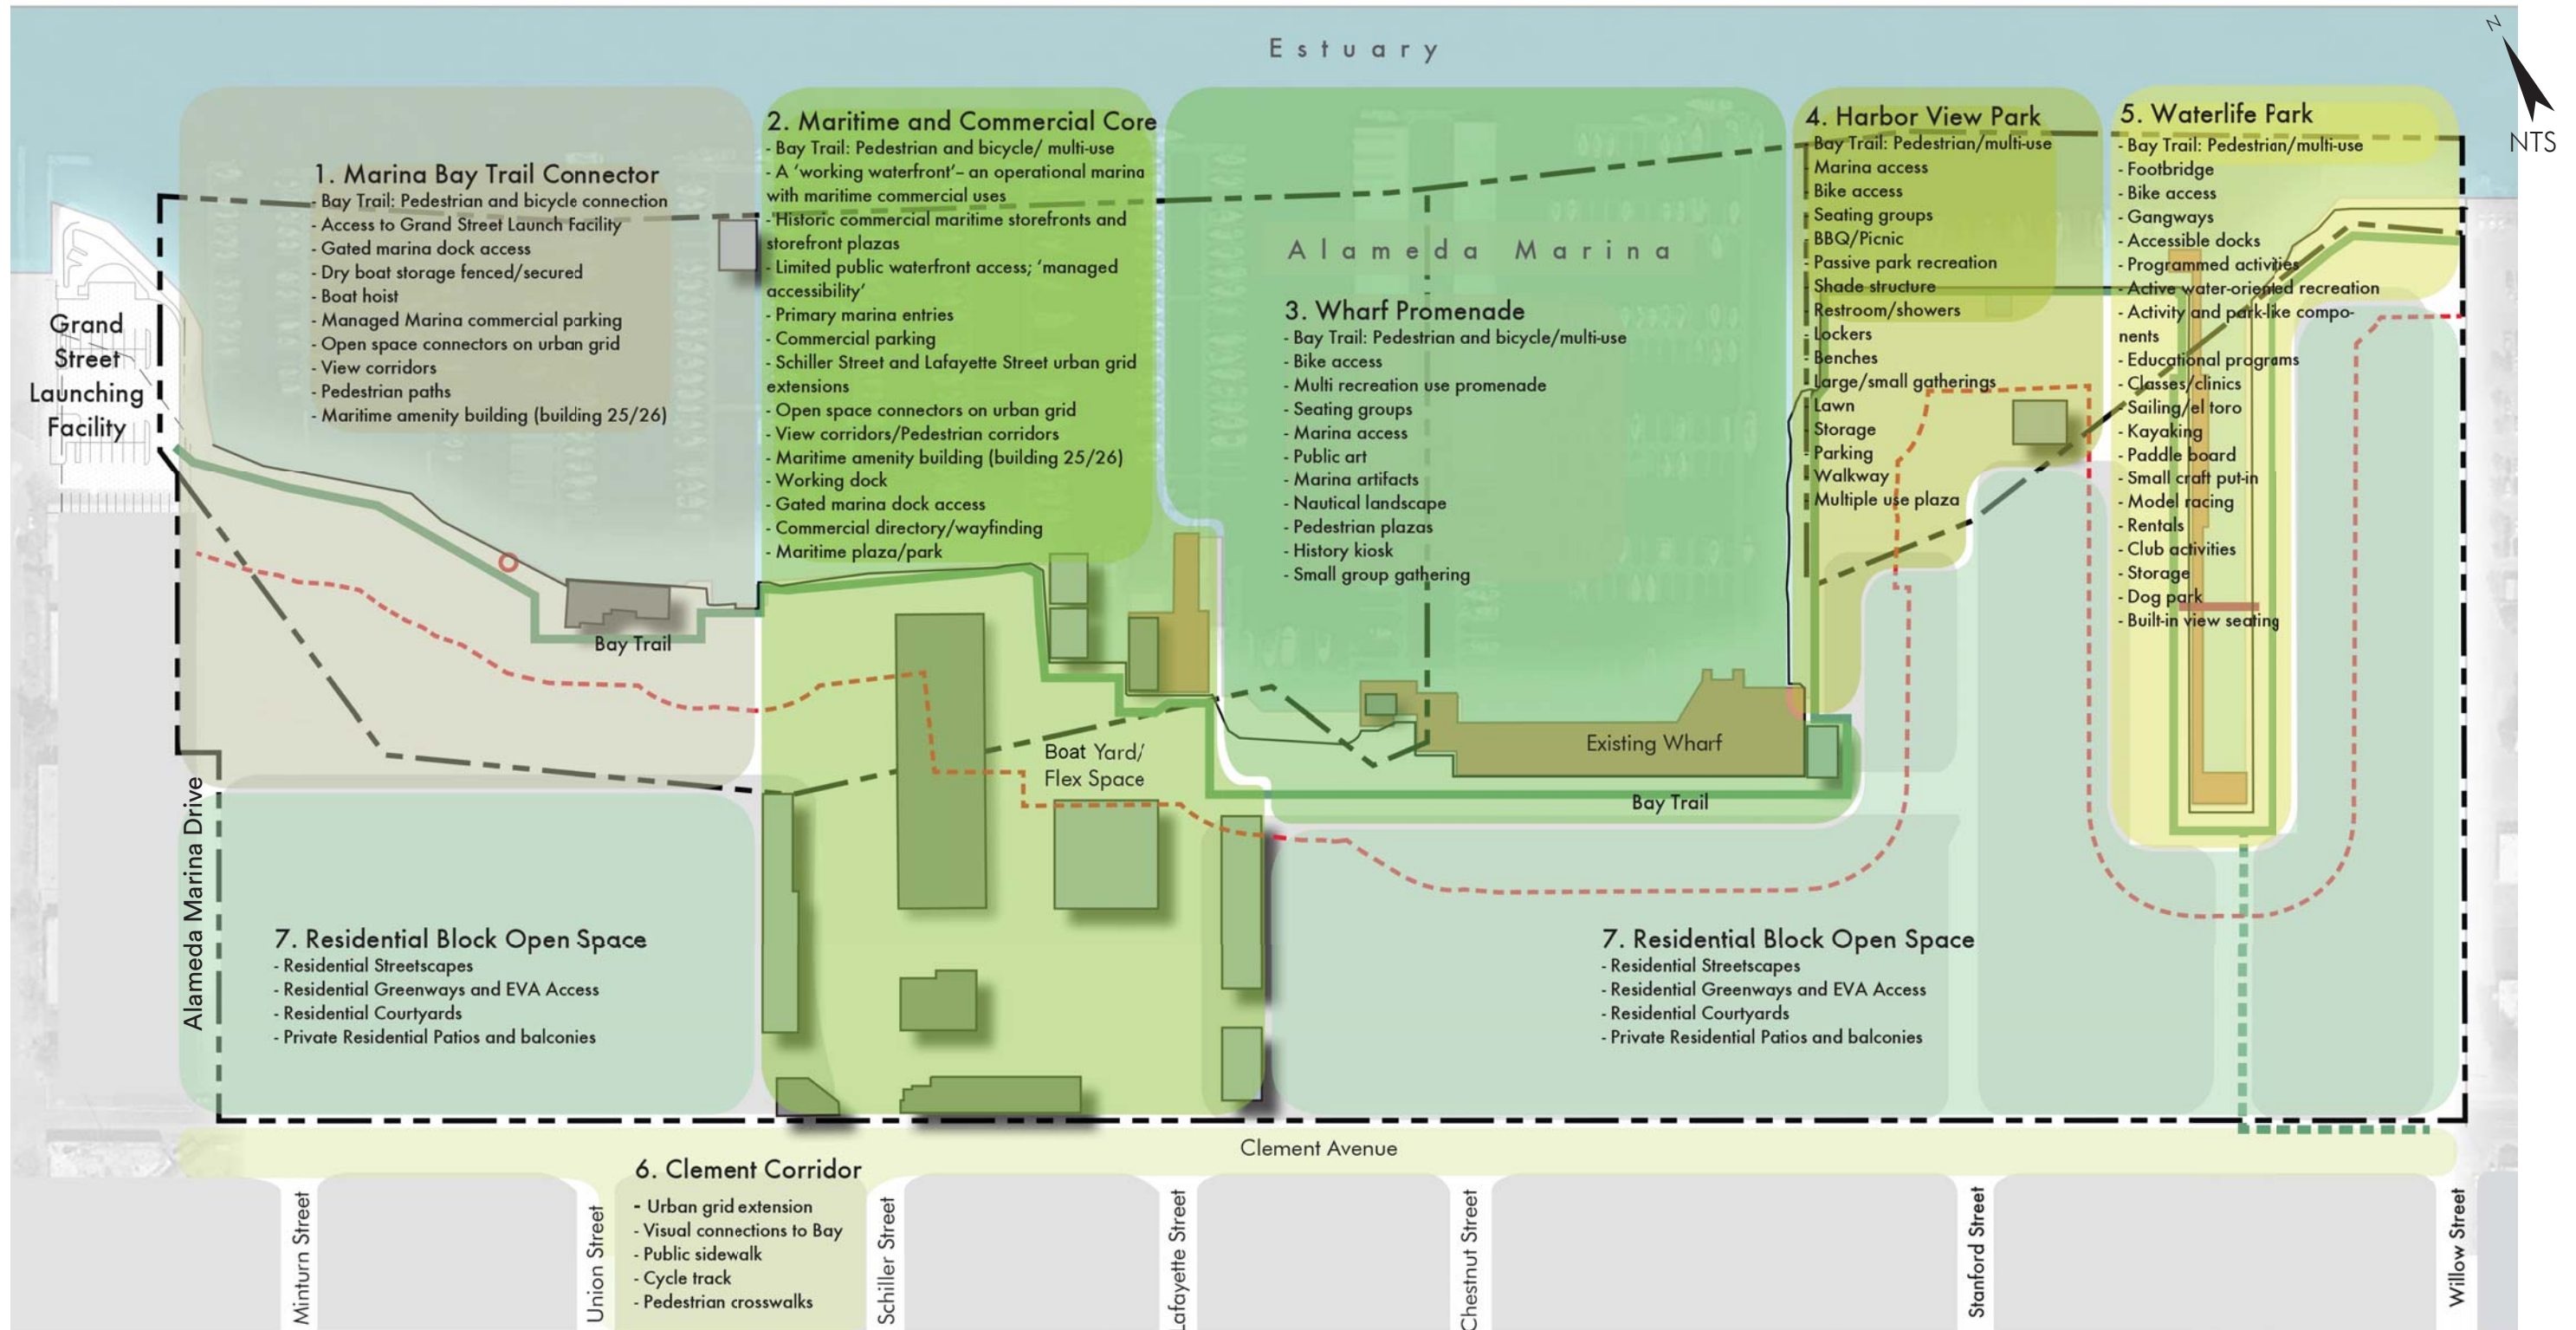 Estuary
N
NTS
1. Marina Bay Trail Connector
- Bay Trail: Pedestrian and bicycle connection
- Access to Grand Street Launch Facility
- Gated marina dock access
- Dry boat storage fenced/secured
- Boat hoist
- Managed Marina commercial parking
- Open space connectors on urban grid
- View corridors
- Pedestrian paths
- Maritime amenity building (building 25/26)
2. Maritime and Commercial Core
- Bay Trail: Pedestrian and bicycle/ multi-use
- A ‘working waterfront’– an operational marina
with maritime commercial uses
- Historic commercial maritime storefronts and
storefront plazas
- Limited public waterfront access; ‘managed
accessibility’
- Primary marina entries
- Commercial parking
- Schiller Street and Lafayette Street urban grid
extensions
- Open space connectors on urban grid
- View corridors/Pedestrian corridors
- Maritime amenity building (building 25/26)
- Working dock
- Gated marina dock access
- Commercial directory/wayfinding
- Maritime plaza/park
Alameda Marina
3. Wharf Promenade
- Bay Trail: Pedestrian and bicycle/multi-use
- Bike access
- Multi recreation use promenade
- Seating groups
- Marina access
- Public art
- Marina artifacts
- Nautical landscape
- Pedestrian plazas
- History kiosk
- Small group gathering
4. Harbor View Park
- Bay Trail: Pedestrian/multi-use
- Marina access
- Bike access
- Seating groups
- BBQ/Picnic
- Passive park recreation
- Shade structure
- Restroom/showers
- Lockers
- Benches
- Large/small gatherings
- Lawn
- Storage
- Parking
- Walkway
- Multiple use plaza
5. Waterlife Park
- Bay Trail: Pedestrian/multi-use
- Footbridge
- Bike access
- Gangways
- Accessible docks
- Programmed activities
- Active water-oriented recreation
- Activity and park-like compo-
nents
- Educational programs
- Classes/clinics
- Sailing/el toro
- Kayaking
- Paddle board
- Small craft put-in
- Model racing
- Rentals
- Club activities
- Storage
- Dog park
- Built-in view seating
Grand
Street
Launching
Facility
Bay Trail
Boat Yard/
Flex Space
Existing Wharf
Bay Trail
Alameda Marina Drive
7. Residential Block Open Space
- Residential Streetscapes
- Residential Greenways and EVA Access
- Residential Courtyards
- Private Residential Patios and balconies
7. Residential Block Open Space
- Residential Streetscapes
- Residential Greenways and EVA Access
- Residential Courtyards
- Private Residential Patios and balconies
Clement Avenue
6. Clement Corridor
- Urban grid extension
- Visual connections to Bay
- Public sidewalk
- Cycle track
- Pedestrian crosswalks
Minturn Street
Union Street
Schiller Street
Lafayette Street
Chestnut Street
Stanford Street
Willow Street